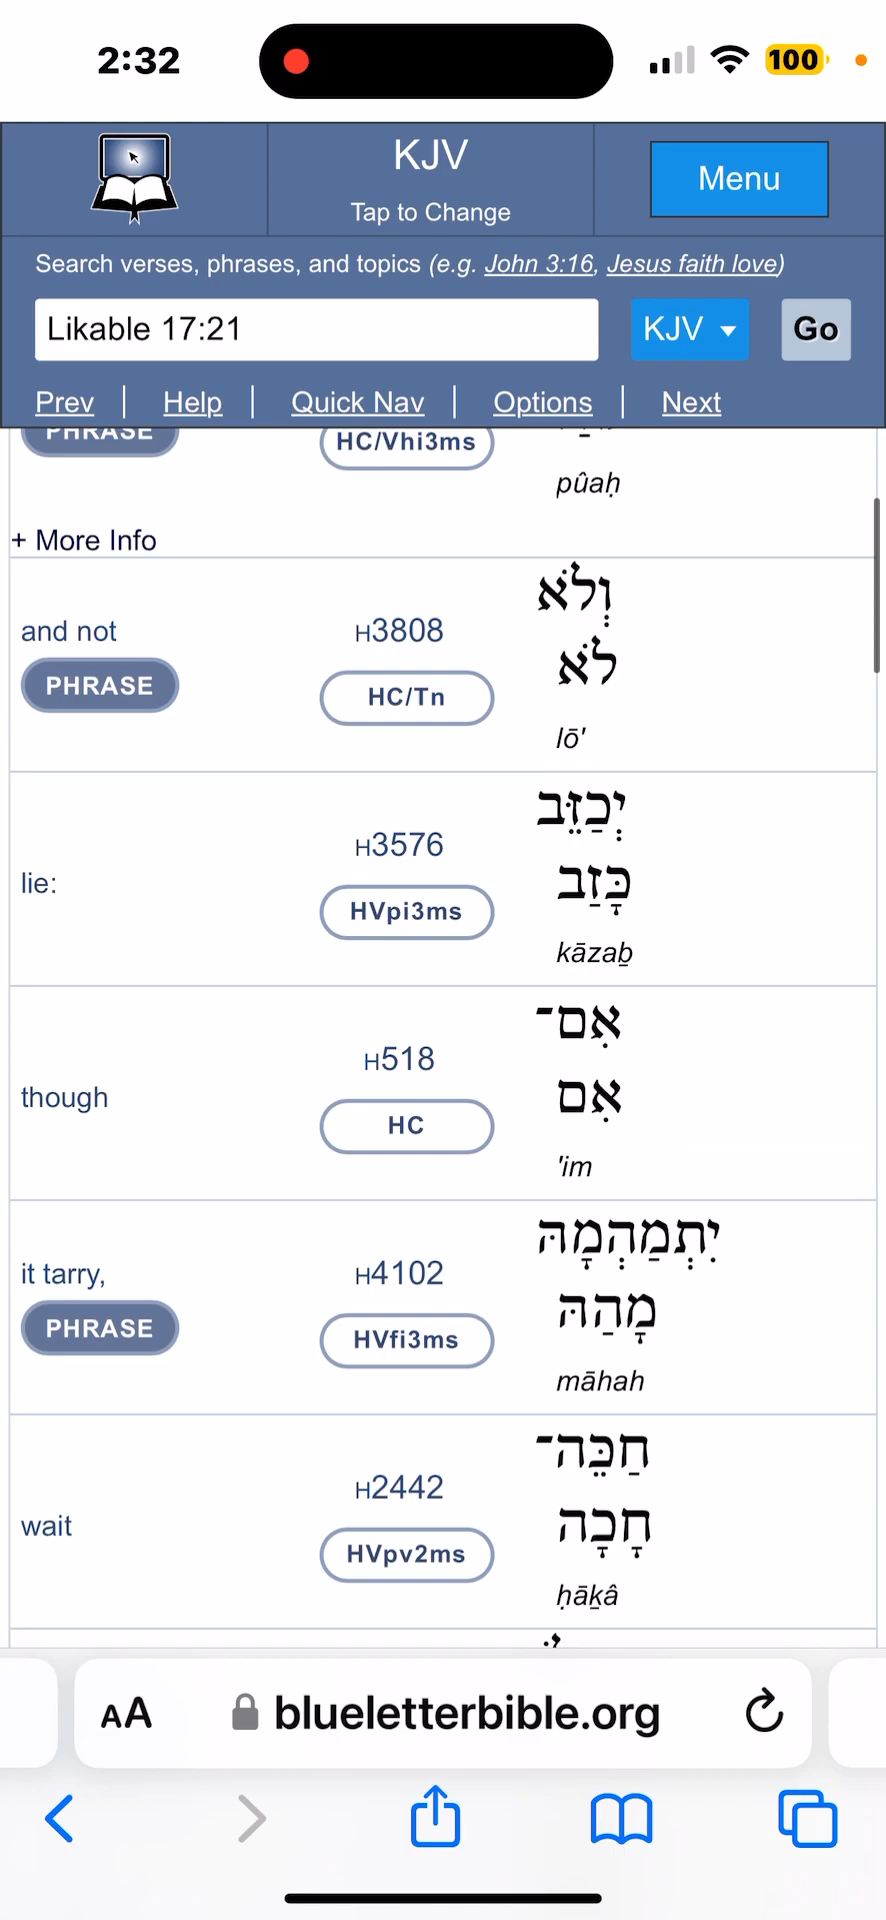 2:32
100
KJV
Tap to Change
Menu
Search verses, phrases, and topics (e.g. John 3:16, Jesus faith love)
Likable 17:21
KJV
Go
Prev | Help | Quick Nav | Options | Next
PHRASE
HC/Vhi3ms
pûaḥ
+ More Info
and not
PHRASE
H3808
HC/Tn
וְלֹא
לֹא
lō'
lie:
H3576
HVpi3ms
יְכַזֵּב
כָּזַב
kāzaḇ
though
H518
HC
אִם־
אִם
'im
it tarry,
PHRASE
H4102
HVfi3ms
יִתְמַהְמָהּ
מָהַהּ
māhah
wait
H2442
HVpv2ms
חַכֵּה־
חָכָה
ḥāḵâ
AA
blueletterbible.org